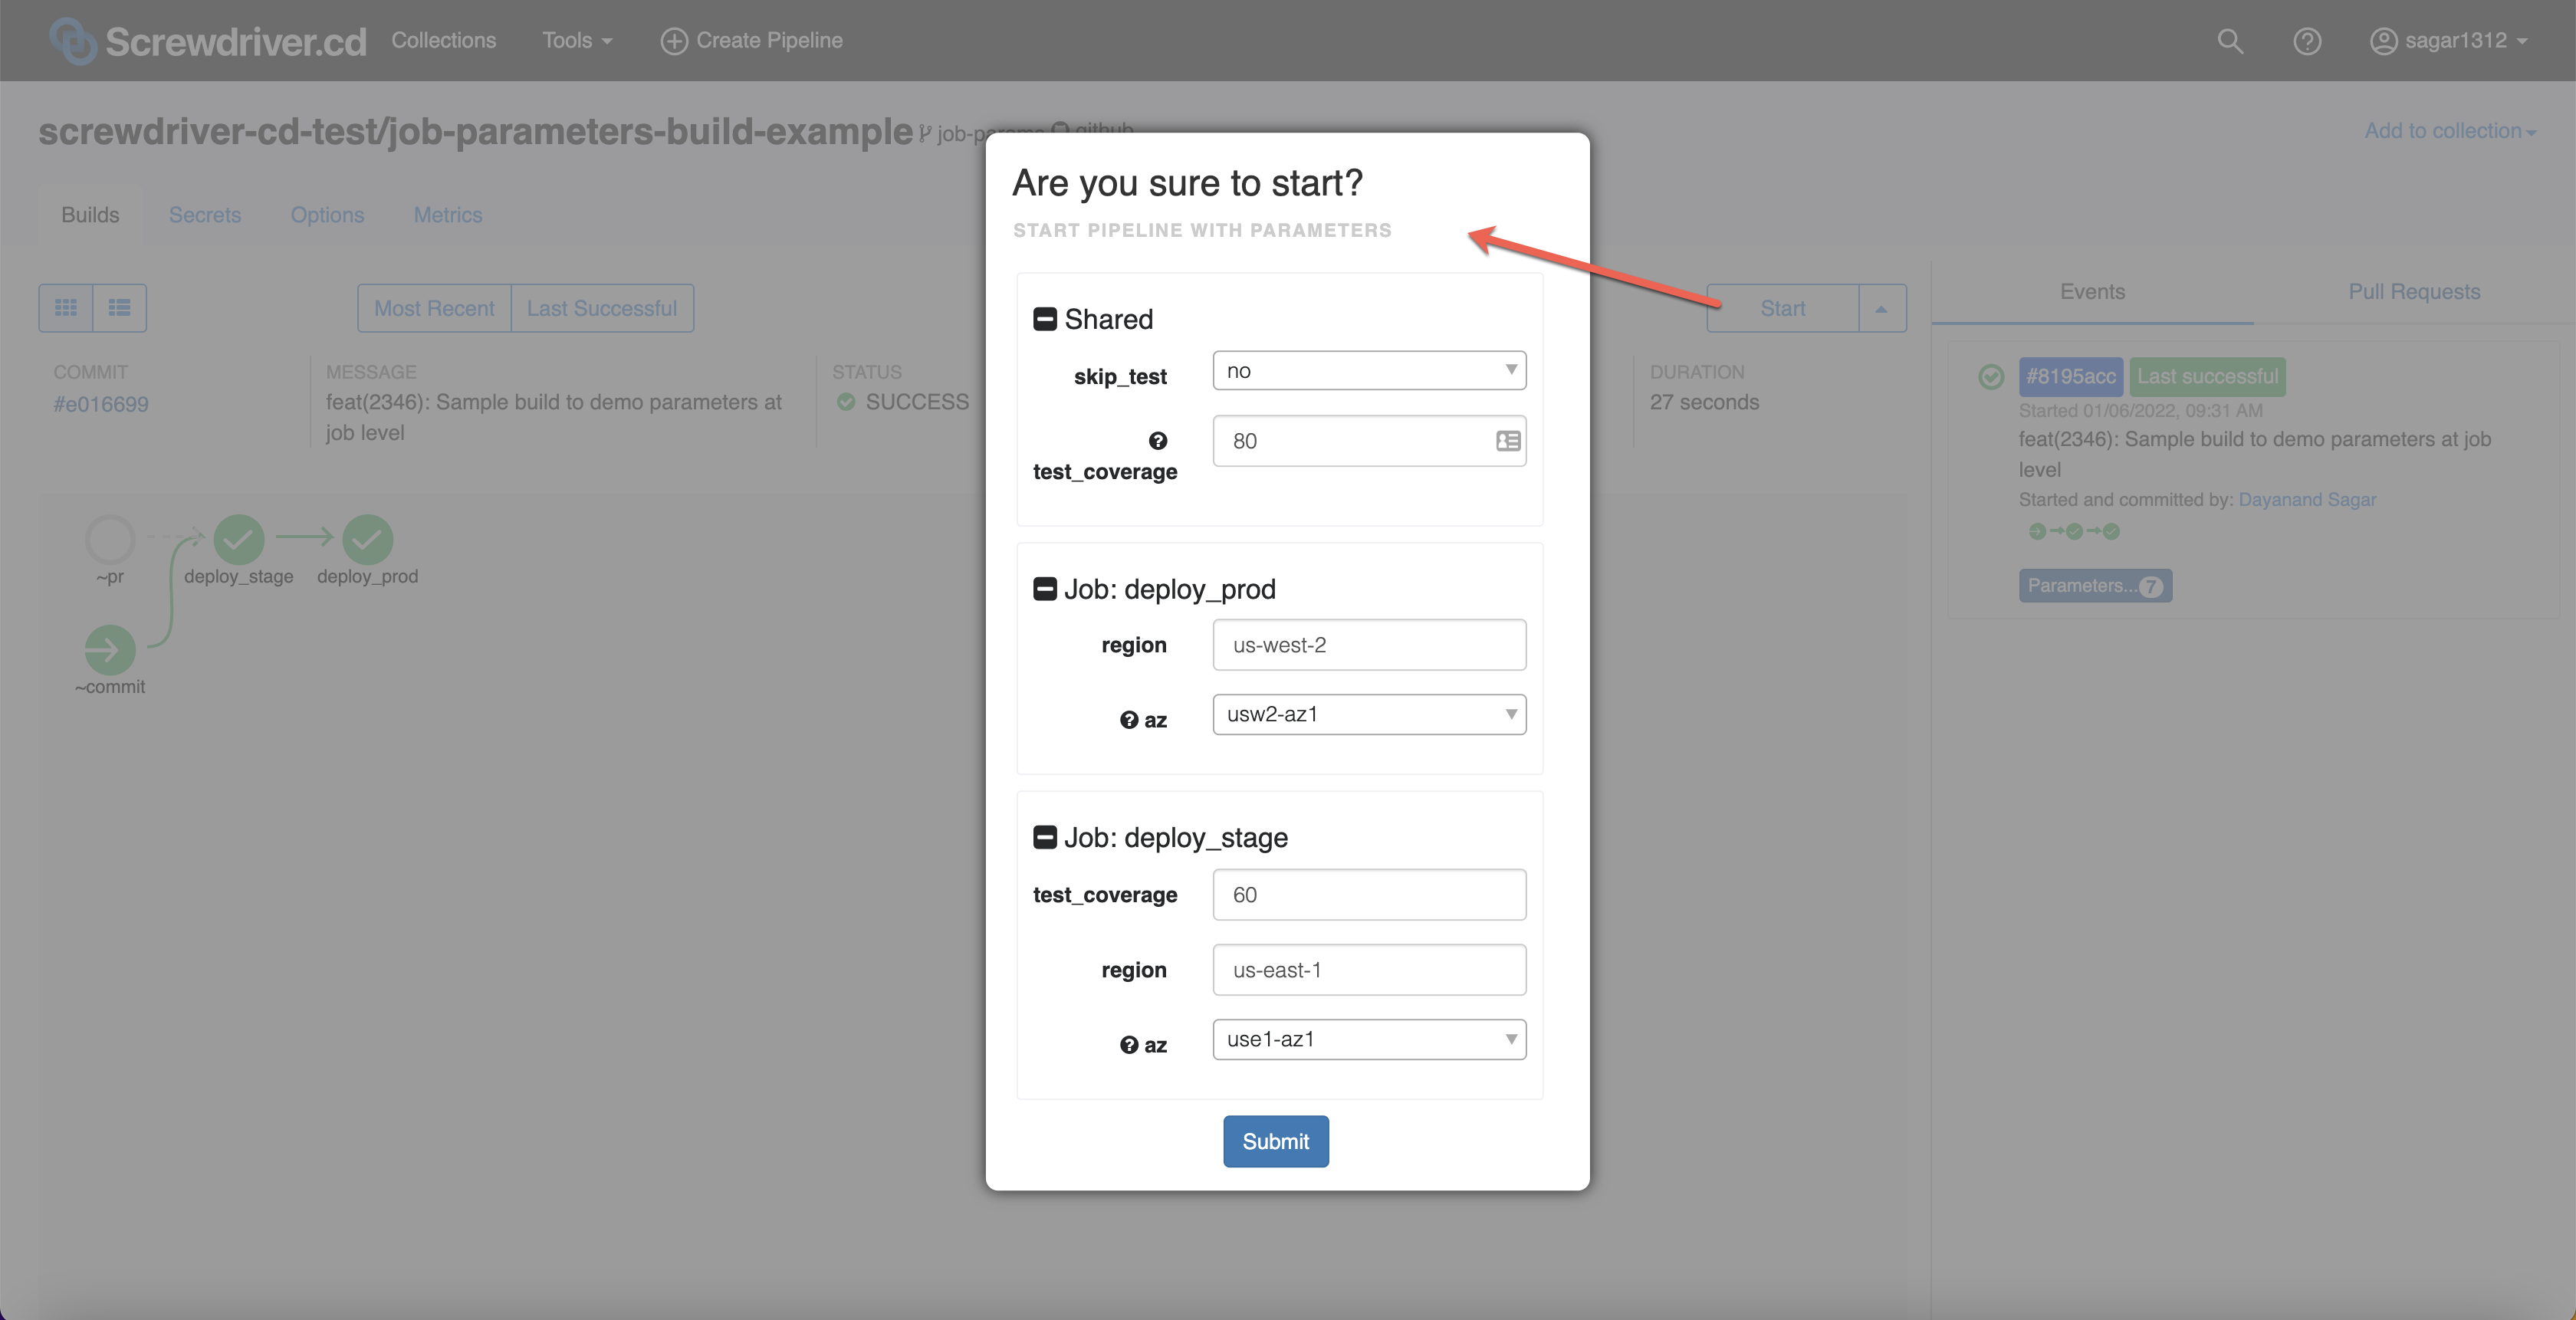 Screwdriver.cd Collections Tools Create Pipeline sagar1312
screwdriver-cd-test/job-parameters-build-example job-params github Add to collection
Builds Secrets Options Metrics
Most Recent Last Successful Start
COMMIT
#e016699
MESSAGE
feat(2346): Sample build to demo parameters at
job level
STATUS
SUCCESS
DURATION
27 seconds
~pr
deploy_stage
deploy_prod
~commit
Are you sure to start?
START PIPELINE WITH PARAMETERS
Shared
skip_test no
test_coverage 80
Job: deploy_prod
region us-west-2
az usw2-az1
Job: deploy_stage
test_coverage 60
region us-east-1
az use1-az1
Submit
Events Pull Requests
#8195acc Last successful
Started 01/06/2022, 09:31 AM
feat(2346): Sample build to demo parameters at job
level
Started and committed by: Dayanand Sagar
Parameters... 7